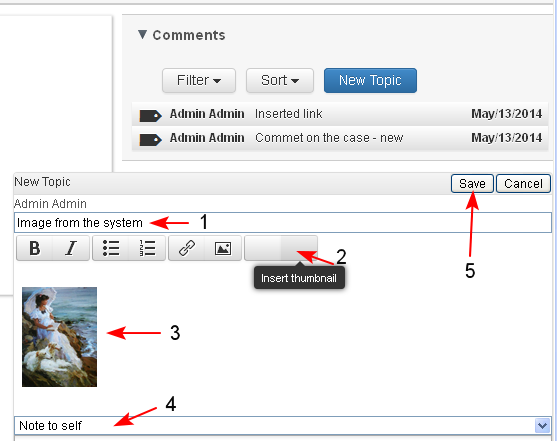 ▼ Comments
Filter Sort New Topic
Admin Admin Inserted link May/13/2014
Admin Admin Commet on the case - new May/13/2014
New Topic Save Cancel
Admin Admin
Image from the system 1
B I 2
Insert thumbnail
5
3
4
Note to self